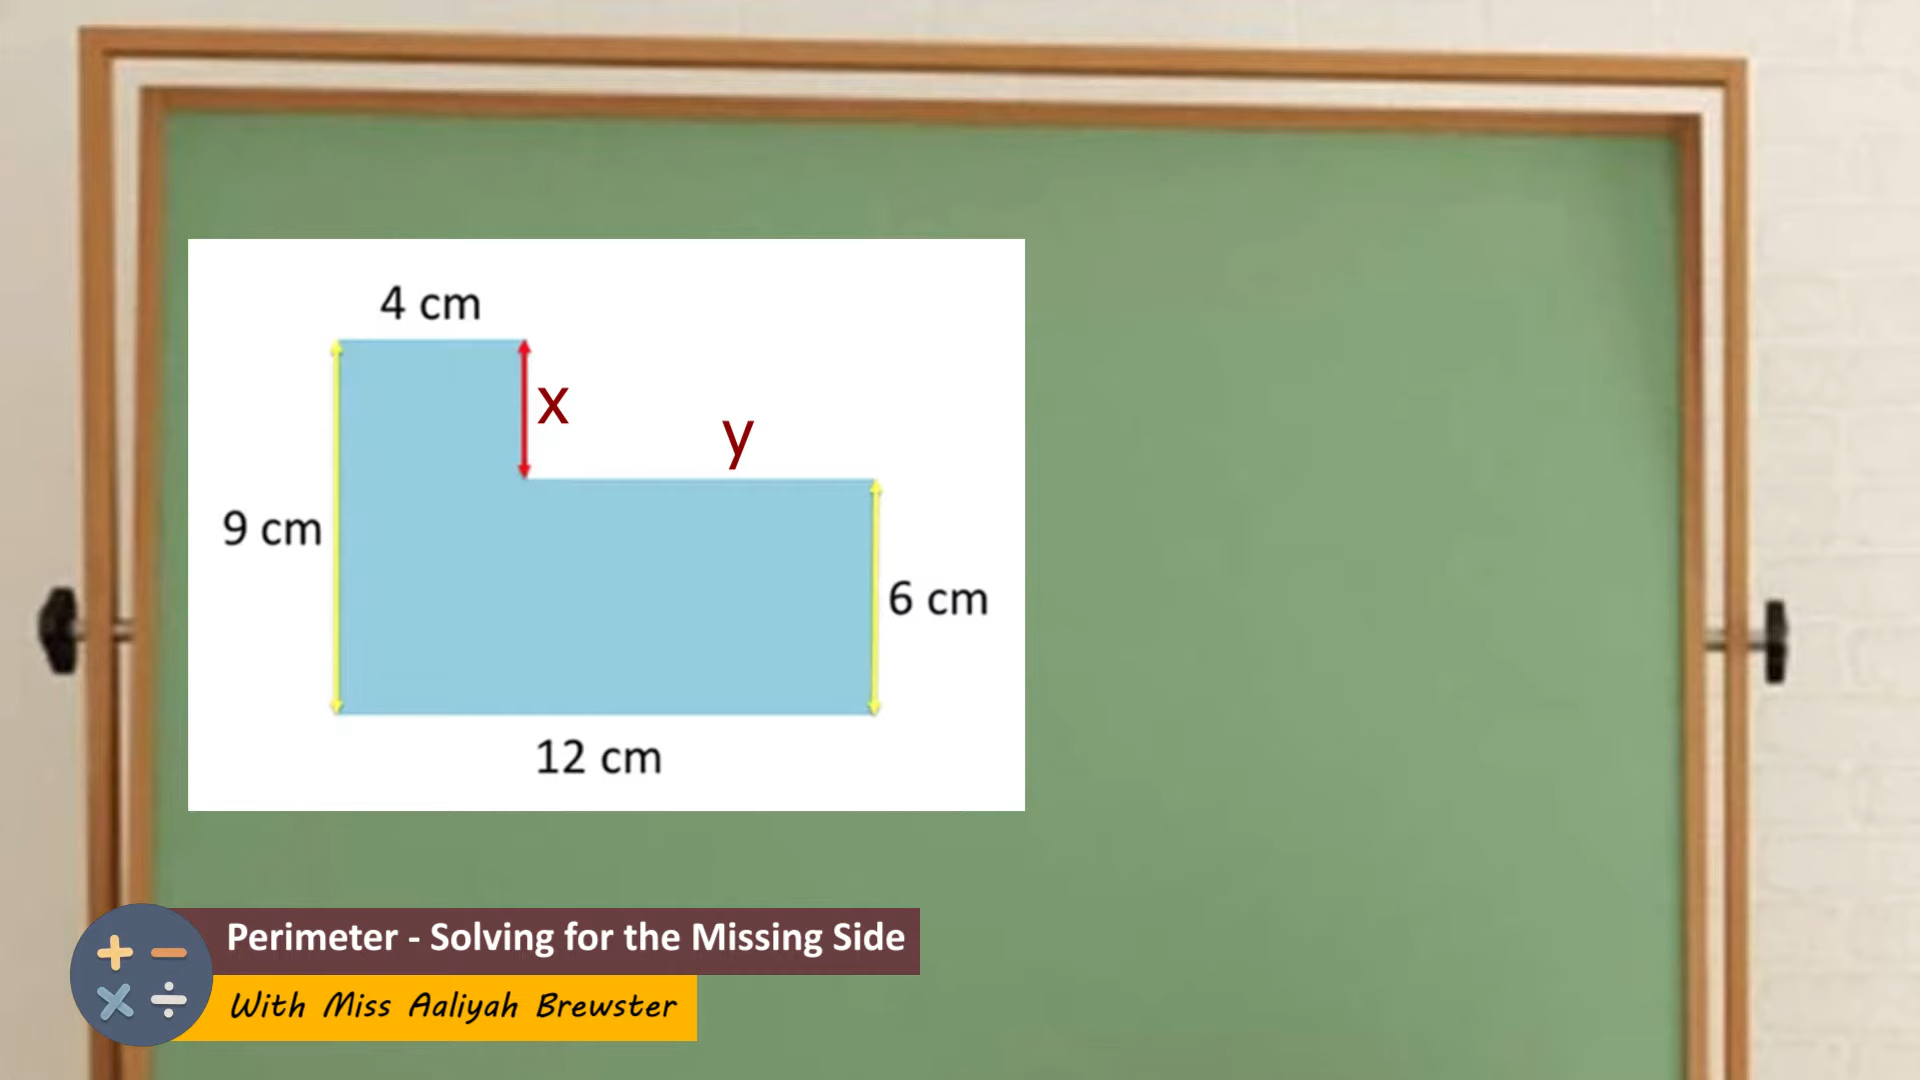 4 cm
x
y
9 cm
6 cm
12 cm
Perimeter - Solving for the Missing Side
With Miss Aaliyah Brewster